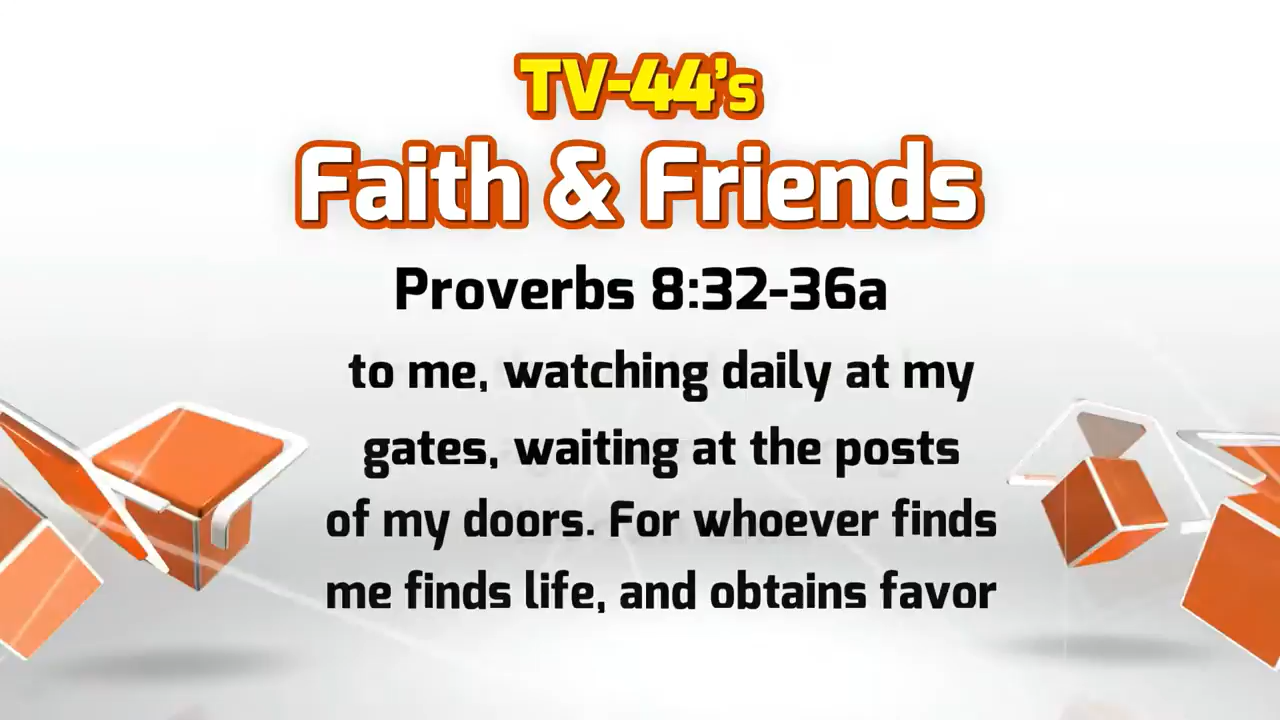 TV-44's
Faith & Friends
Proverbs 8:32-36a
to me, watching daily at my
gates, waiting at the posts
of my doors. For whoever finds
me finds life, and obtains favor